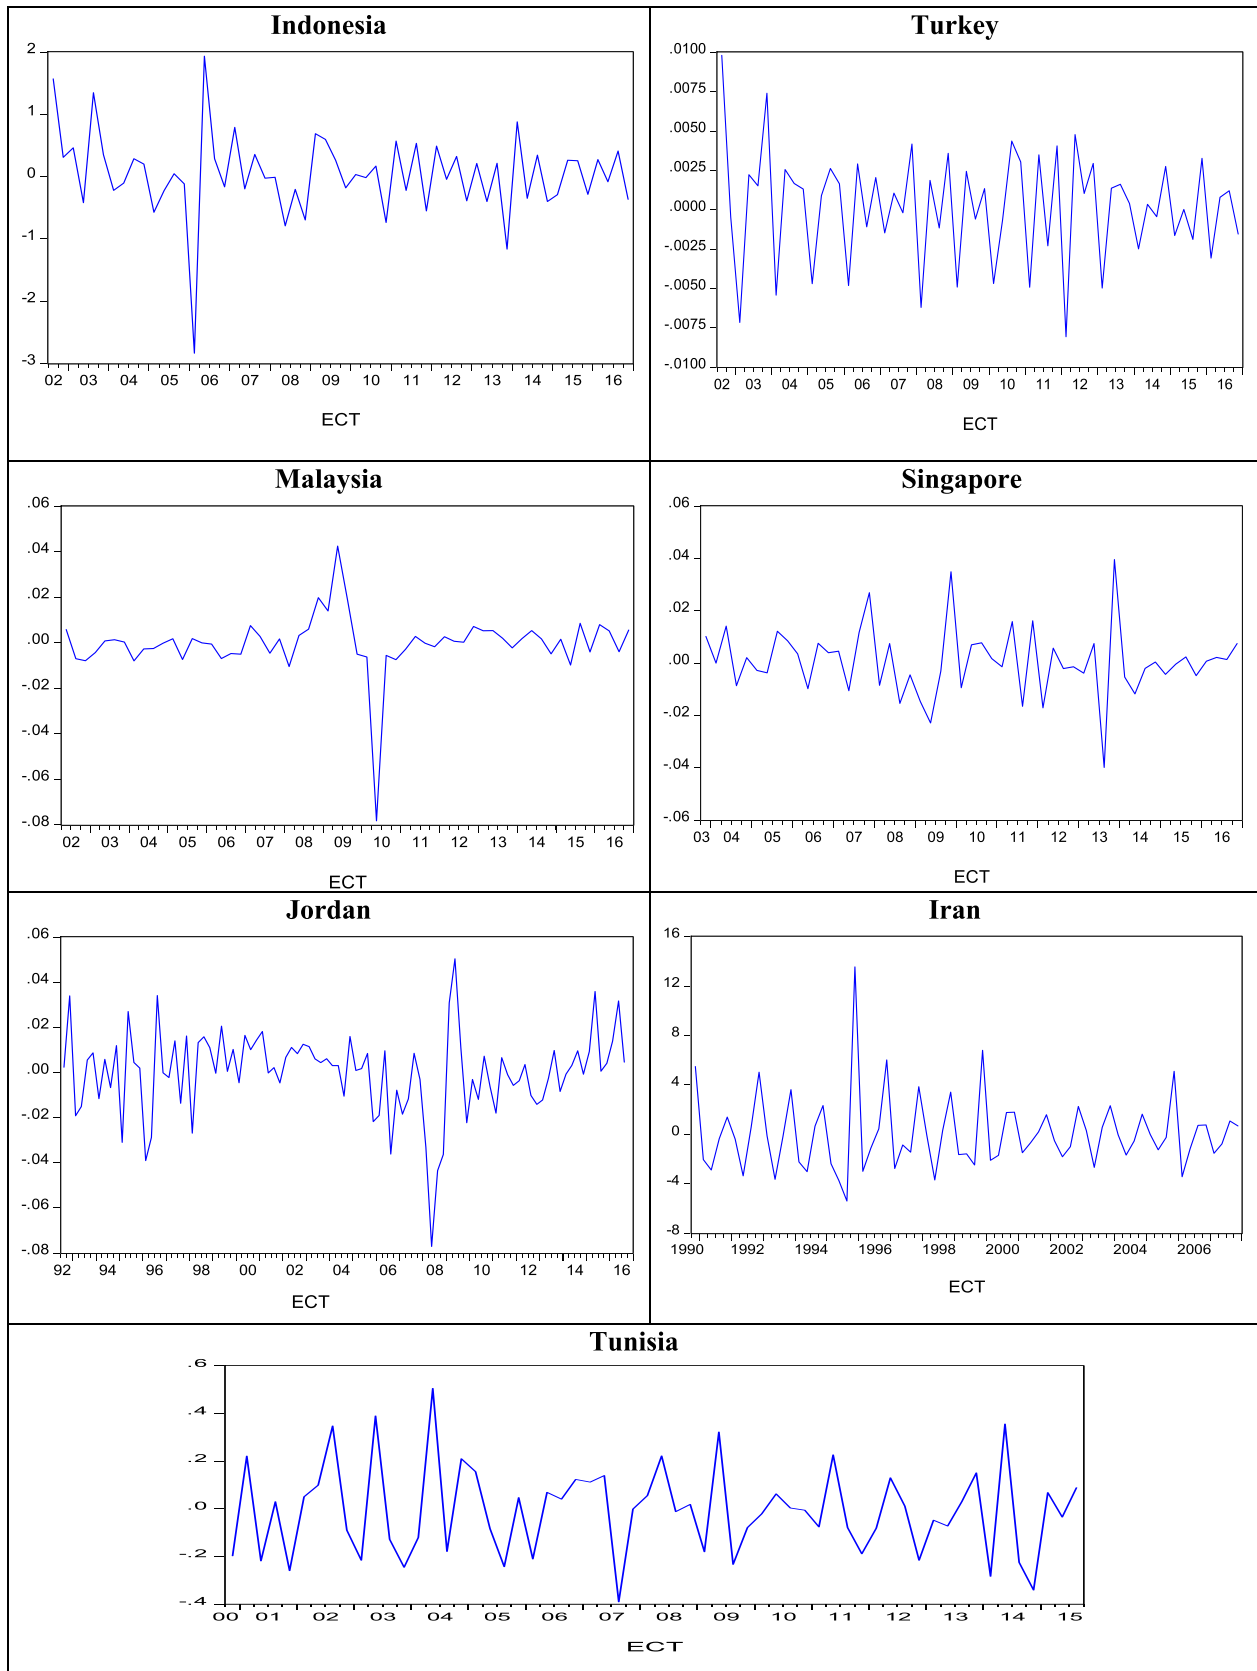 Indonesia
2
1
0
-1
-2
-3
02 03 04 05 06 07 08 09 10 11 12 13 14 15 16
ECT
Turkey
.0100
.0075
.0050
.0025
.0000
-.0025
-.0050
-.0075
-.0100
02 03 04 05 06 07 08 09 10 11 12 13 14 15 16
ECT
Malaysia
.06
.04
.02
.00
-.02
-.04
-.06
-.08
02 03 04 05 06 07 08 09 10 11 12 13 14 15 16
ECT
Singapore
.06
.04
.02
.00
-.02
-.04
-.06
03 04 05 06 07 08 09 10 11 12 13 14 15 16
ECT
Jordan
.06
.04
.02
.00
-.02
-.04
-.06
-.08
92 94 96 98 00 02 04 06 08 10 12 14 16
ECT
Iran
16
12
8
4
0
-4
-8
1990 1992 1994 1996 1998 2000 2002 2004 2006
ECT
Tunisia
.6
.4
.2
.0
-.2
-.4
00 01 02 03 04 05 06 07 08 09 10 11 12 13 14 15
ECT